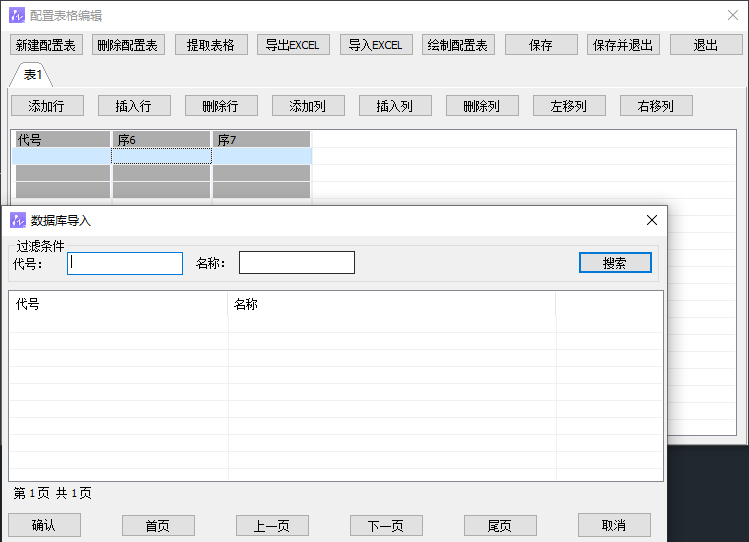 配置表格编辑
新建配置表 删除配置表 提取表格 导出EXCEL 导入EXCEL 绘制配置表 保存 保存并退出 退出
表1
添加行 插入行 删除行 添加列 插入列 删除列 左移列 右移列
代号 序6 序7
数据库导入
过滤条件
代号： 名称： 搜索
代号 名称
第 1页 共 1页
确认 首页 上一页 下一页 尾页 取消